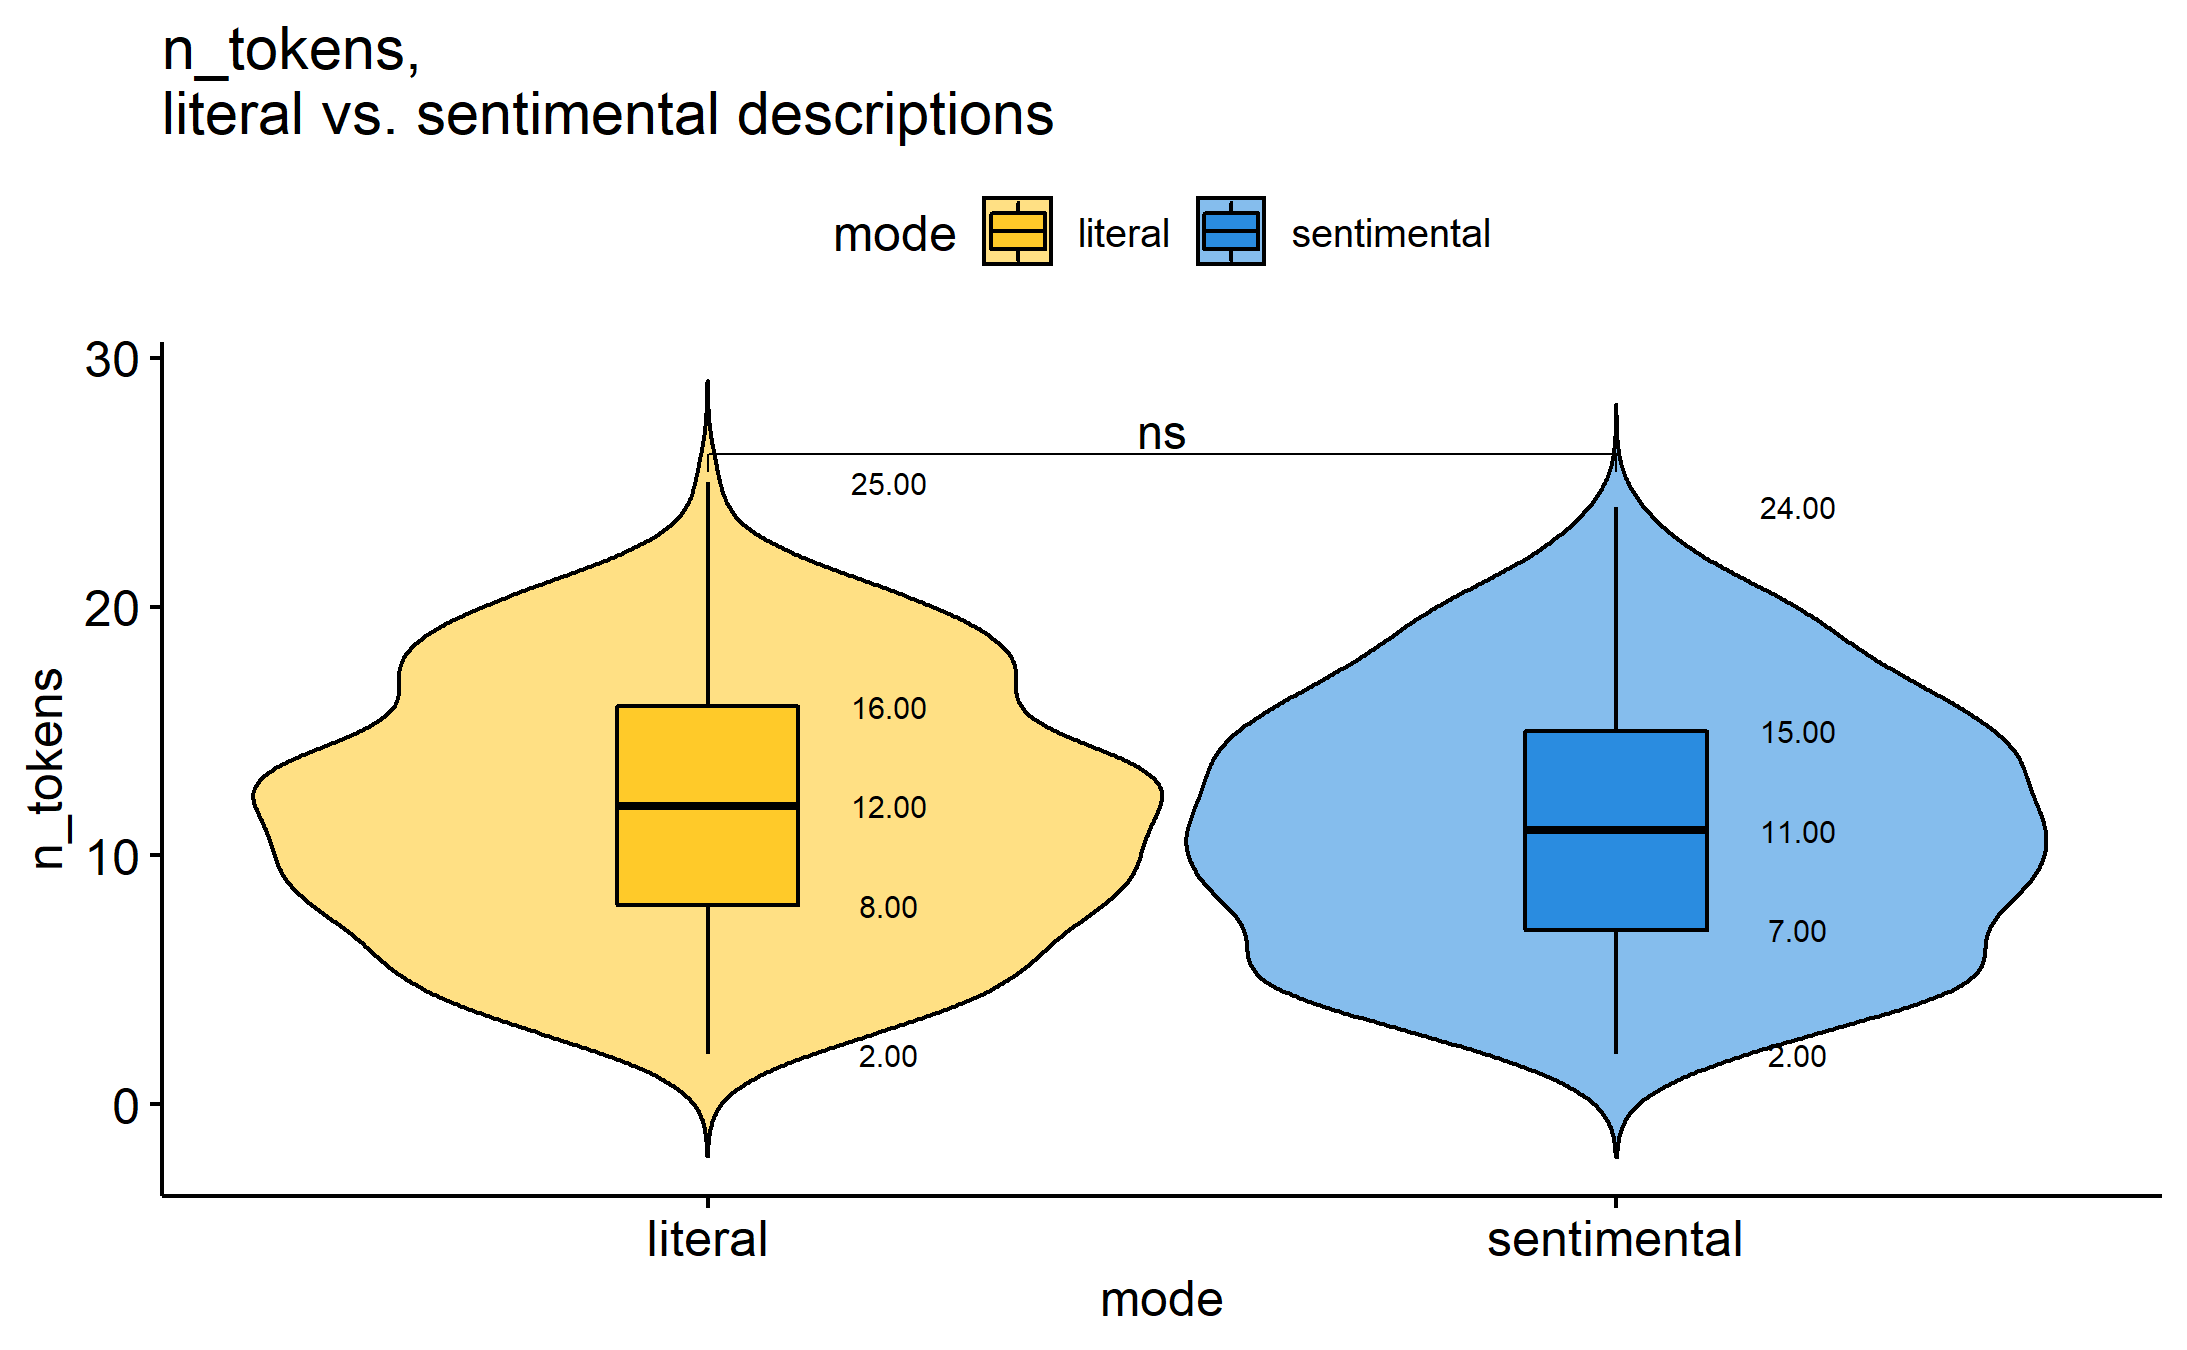 n_tokens,
literal vs. sentimental descriptions
mode literal sentimental
30
ns
25.00
24.00
20
16.00
15.00
12.00
11.00
10
8.00
7.00
2.00
2.00
0
n_tokens
literal
sentimental
mode